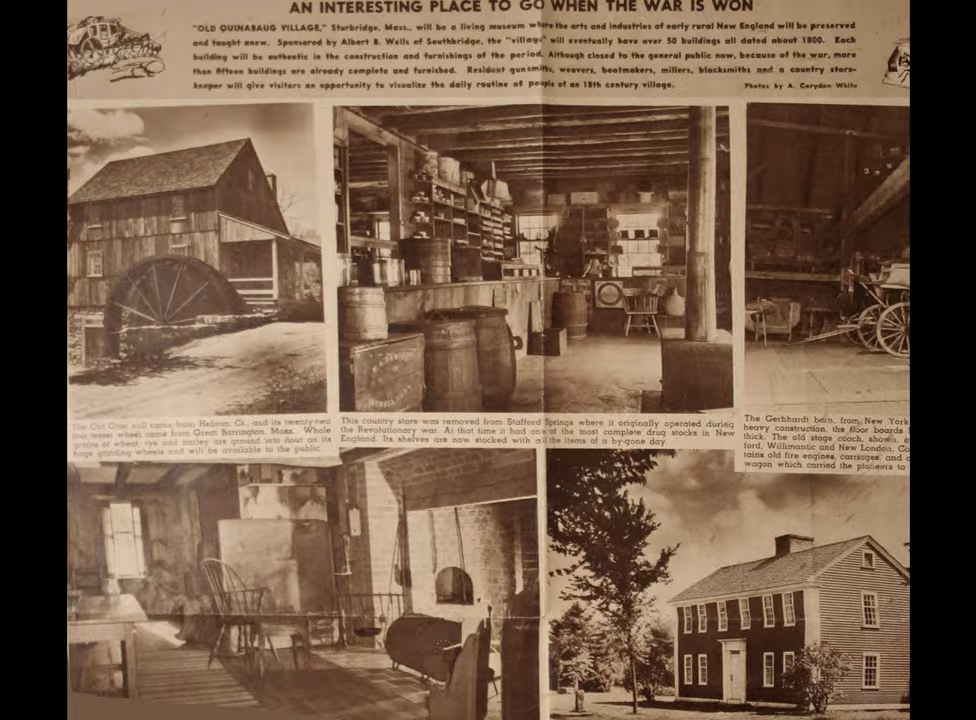 AN INTERESTING PLACE TO GO WHEN THE WAR IS WON
"OLD QUINABAUG VILLAGE," Sturbridge, Mass., will be a living museum where the arts and industries of early rural New England will be preserved
and taught anew. Sponsored by Albert B. Wells of Southbridge, the "village" will eventually have over 50 buildings all dated about 1800. Each
building will be authentic in the construction and furnishings of the period. Although closed to the general public now, because of the war, more
than fifteen buildings are already complete and furnished. Resident gunsmiths, weavers, bootmakers, millers, blacksmiths and a country store-
keeper will give visitors an opportunity to visualize the daily routine of people of an 18th century village.
Photos by A. Corydon White
The Old Grist mill came from Hebron, Ct., and its twenty-two
foot water wheel came from Great Barrington, Mass. Whole
grains of wheat, rye and barley are ground into flour on its
huge grinding wheels and will be available to the public.
This country store was removed from Stafford Springs where it originally operated during
the Revolutionary war. At that time it had one of the most complete drug stocks in New
England. Its shelves are now stocked with all the items of a by-gone day.
The Gerbhardi barn, from New York
heavy construction, the floor boards
thick. The old stage coach, shown,
ford, Willimantic and New London, Co
tains old fire engines, carriages, and
wagon which carried the pioneers to